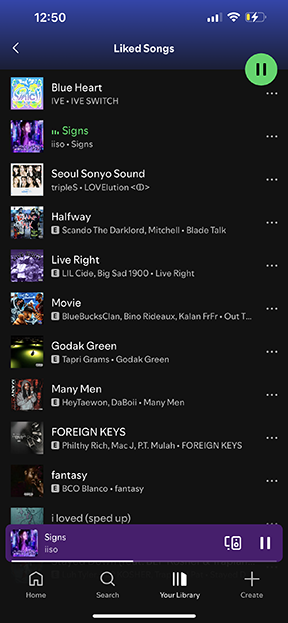 12:50
Liked Songs
Blue Heart
IVE • IVE SWITCH
Signs
iiso • Signs
Seoul Sonyo Sound
tripleS • LOVElution <ↀ>
Halfway
E Scando The Darklord, Mitchell • Blade Talk
Live Right
E LIL Cide, Big Sad 1900 • Live Right
Movie
E BlueBucksClan, Bino Rideaux, Kalan FrFr • Out T...
Godak Green
E Tapri Grams • Godak Green
Many Men
E HeyTaewon, DaBoii • Many Men
FOREIGN KEYS
E Philthy Rich, Mac J, P.T. Mulah • FOREIGN KEYS
fantasy
E BCO Blanco • fantasy
i loved (sped up)
Signs
iiso
Home
Search
Your Library
Create